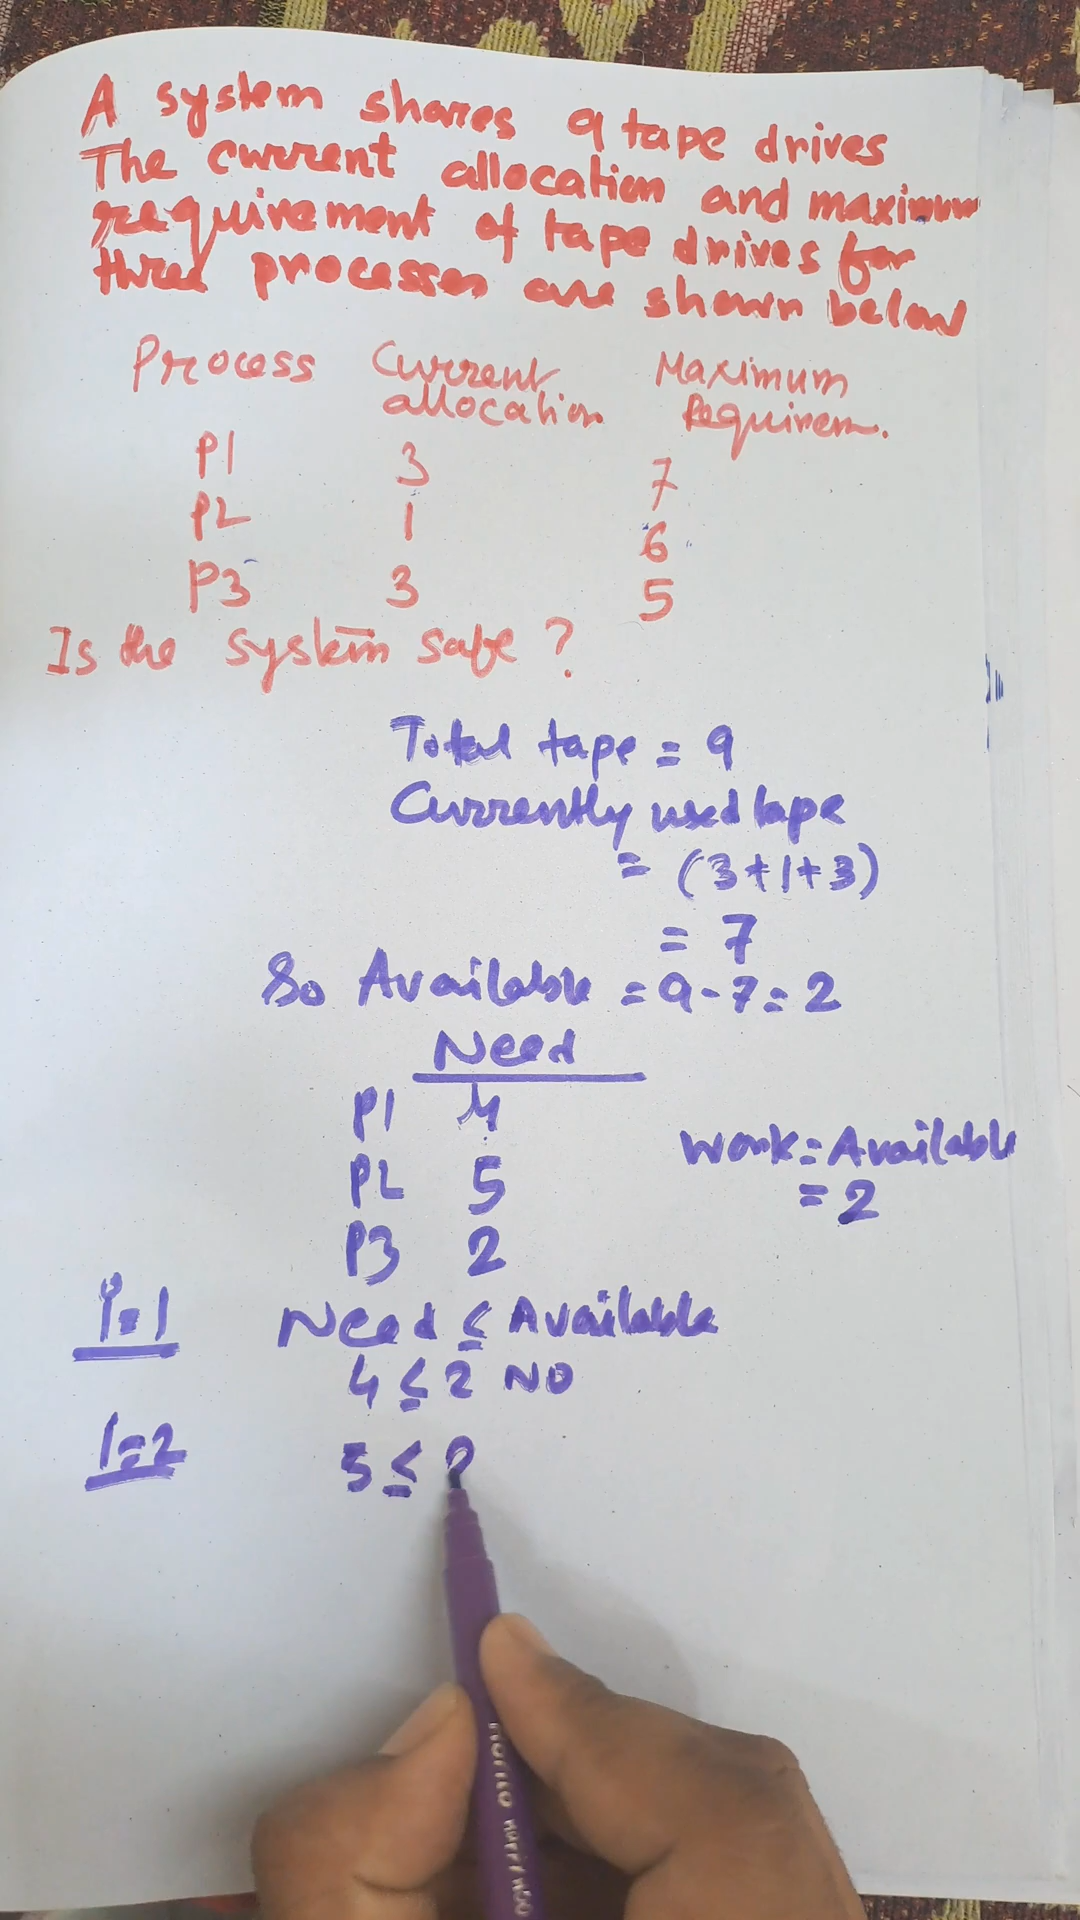 A system shares 9 tape drives
The current allocation and maximum
requirement of tape drives for
three processes are shown below
Process Current allocation Maximum Requirem.
P1 3 7
P2 1 6
P3 3 5
Is the system safe ?
Total tape = 9
Currently used tape
= (3+1+3)
= 7
So Available = 9-7=2
Need
P1 4
P2 5
P3 2
Work = Available
= 2
i=1 Need ≤ Available
4 ≤ 2 NO
i=2 5 ≤ 2